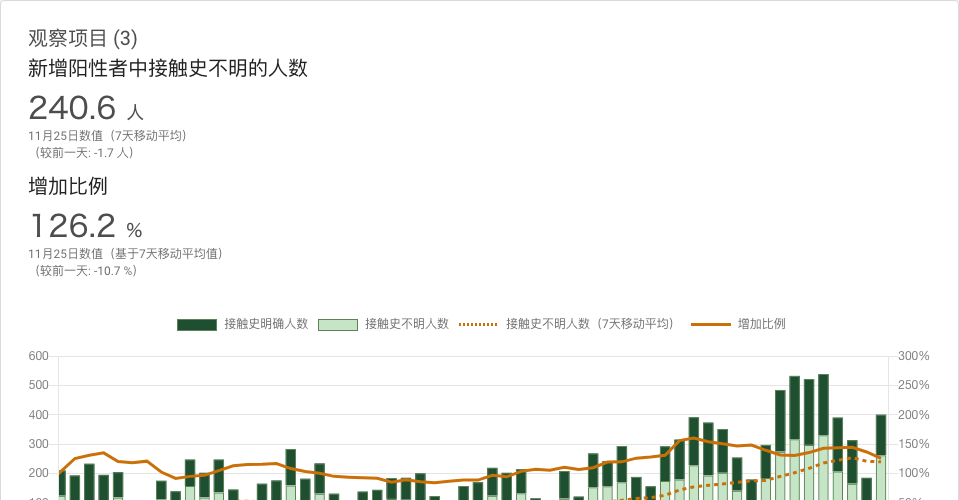 观察项目 (3)
新增阳性者中接触史不明的人数
240.6 人
11月25日数值（7天移动平均）
（较前一天: -1.7 人）
增加比例
126.2 %
11月25日数值（基于7天移动平均值）
（较前一天: -10.7 %）
接触史明确人数 接触史不明人数 接触史不明人数（7天移动平均） 增加比例
600 300%
500 250%
400 200%
300 150%
200 100%
100 50%